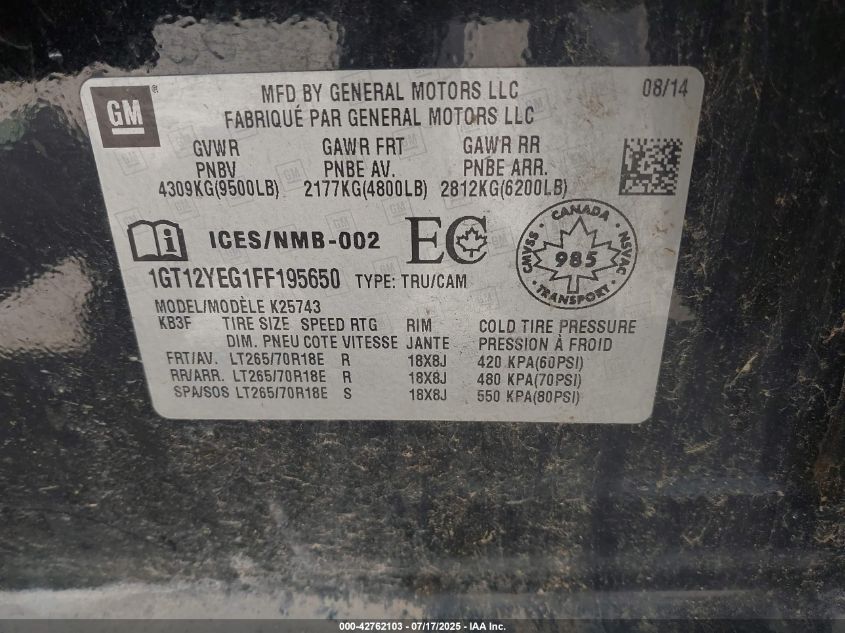 GM
®
MFD BY GENERAL MOTORS LLC
08/14
FABRIQUÉ PAR GENERAL MOTORS LLC
GVWR GAWR FRT GAWR RR
PNBV PNBE AV. PNBE ARR.
4309KG(9500LB) 2177KG(4800LB) 2812KG(6200LB)
ICES/NMB-002 EC
CANADA
CMVSS 985 NSVAC
TRANSPORT
1GT12YEG1FF195650 TYPE: TRU/CAM
MODEL/MODÈLE K25743
KB3F TIRE SIZE SPEED RTG RIM COLD TIRE PRESSURE
DIM. PNEU COTE VITESSE JANTE PRESSION À FROID
FRT/AV. LT265/70R18E R 18X8J 420 KPA(60PSI)
RR/ARR. LT265/70R18E R 18X8J 480 KPA(70PSI)
SPA/SOS LT265/70R18E S 18X8J 550 KPA(80PSI)
000-42762103 - 07/17/2025 - IAA Inc.